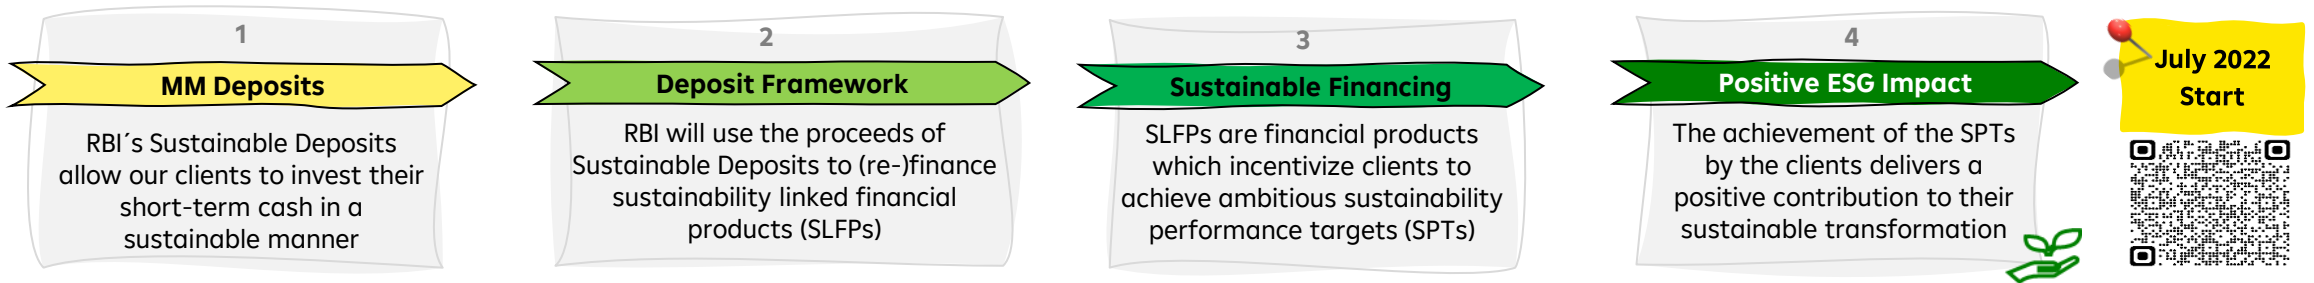 1
MM Deposits
RBI´s Sustainable Deposits
allow our clients to invest their
short-term cash in a
sustainable manner
2
Deposit Framework
RBI will use the proceeds of
Sustainable Deposits to (re-)finance
sustainability linked financial
products (SLFPs)
3
Sustainable Financing
SLFPs are financial products
which incentivize clients to
achieve ambitious sustainability
performance targets (SPTs)
4
Positive ESG Impact
The achievement of the SPTs
by the clients delivers a
positive contribution to their
sustainable transformation
July 2022
Start